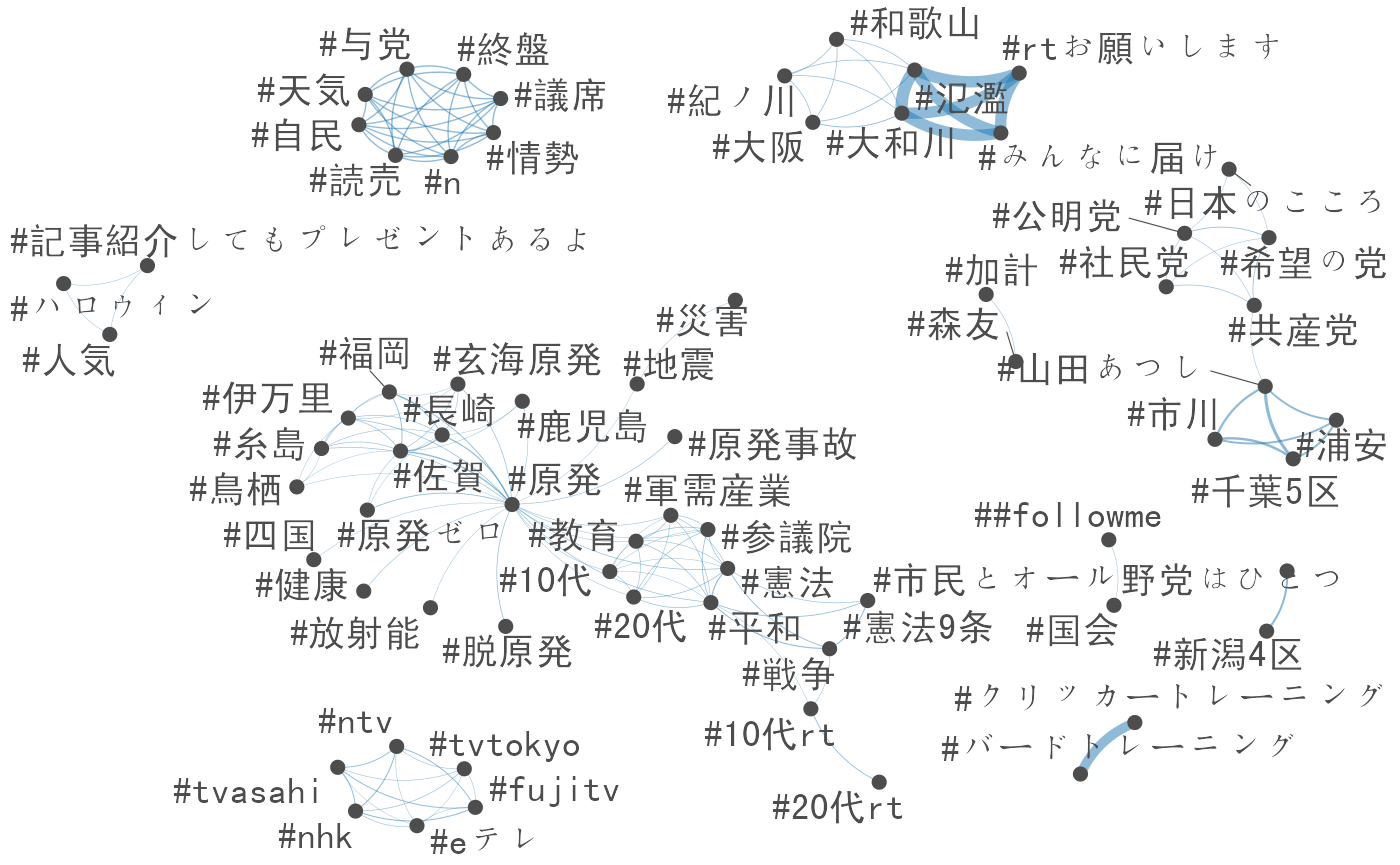 #与党
#終盤
#天気
#議席
#自民
#情勢
#読売
#n
#和歌山
#rtお願いします
#紀ノ川
#氾濫
#大阪
#大和川
#みんなに届け
#日本のこころ
#公明党
#社民党
#希望の党
#共産党
#加計
#森友
#山田あつし
#市川
#浦安
#千葉5区
#記事紹介してもプレゼントあるよ
#ハロウィン
#人気
#災害
#地震
#福岡
#玄海原発
#伊万里
#長崎
#鹿児島
#糸島
#原発事故
#鳥栖
#佐賀
#原発
#軍需産業
#四国
#原発ゼロ
#教育
#参議院
#健康
#10代
#憲法
#放射能
#脱原発
#20代
#平和
#憲法9条
#戦争
#10代rt
#20代rt
##followme
#市民とオール野党はひとつ
#国会
#新潟4区
#クリッカートレーニング
#バードトレーニング
#ntv
#tvtokyo
#tvasahi
#fujitv
#nhk
#eテレ